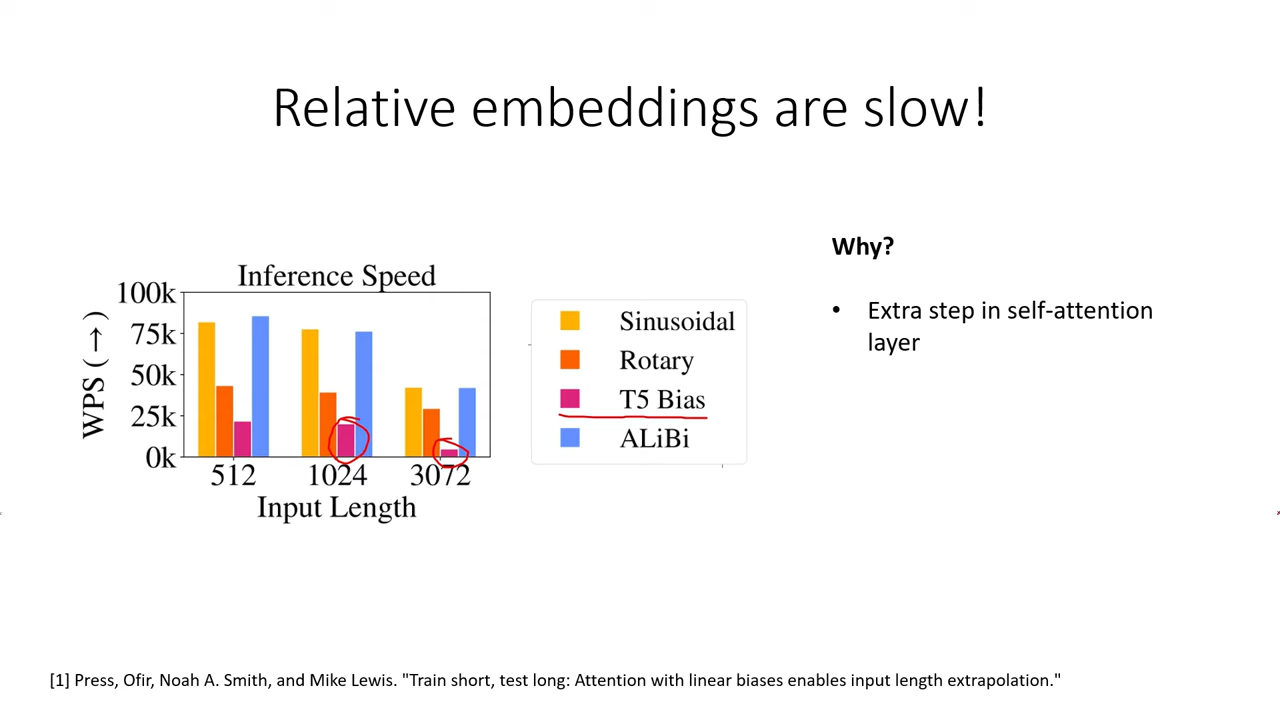 Relative embeddings are slow!
Inference Speed
100k
75k
50k
25k
0k
WPS (→)
512 1024 3072
Input Length
Sinusoidal
Rotary
T5 Bias
ALiBi
Why?
• Extra step in self-attention
layer
[1] Press, Ofir, Noah A. Smith, and Mike Lewis. "Train short, test long: Attention with linear biases enables input length extrapolation."